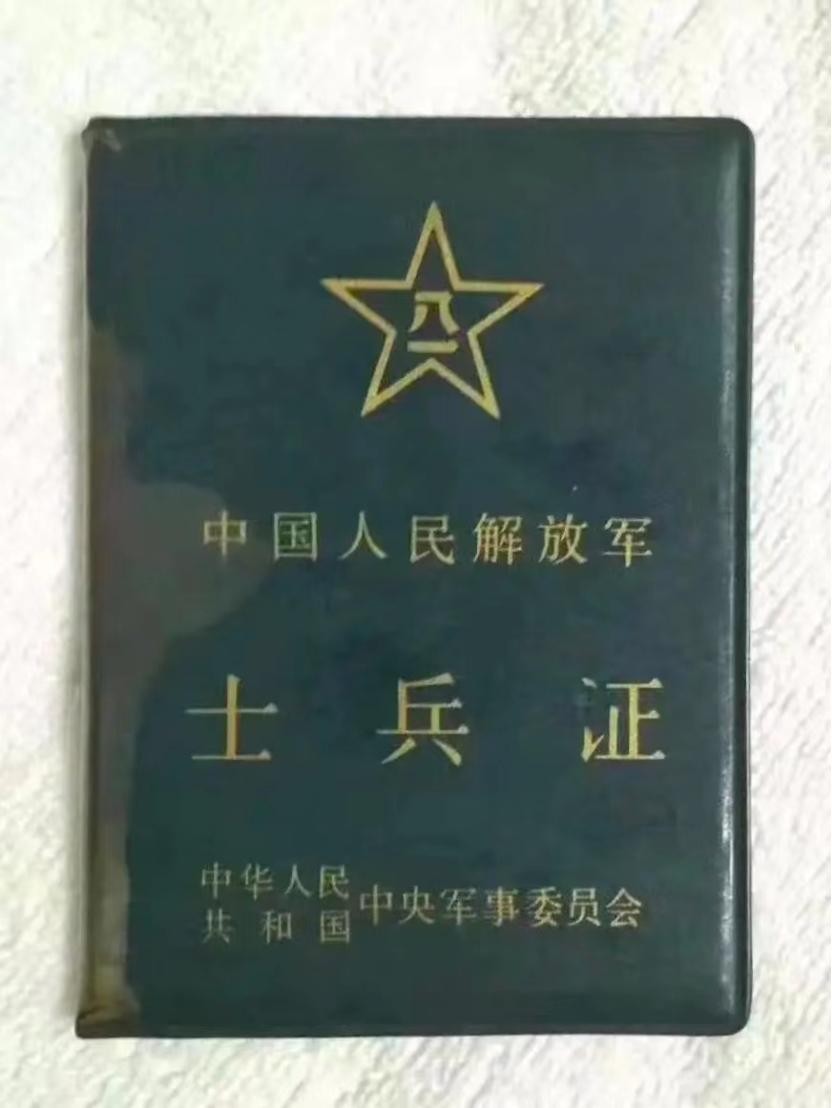 八一
中国人民解放军
士兵证
中华人民
共和国
中央军事委员会